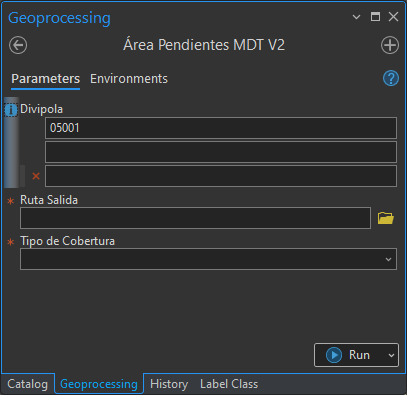 Geoprocessing
Área Pendientes MDT V2
Parameters Environments
Divipola
05001
Ruta Salida
Tipo de Cobertura
Run
Catalog Geoprocessing History Label Class